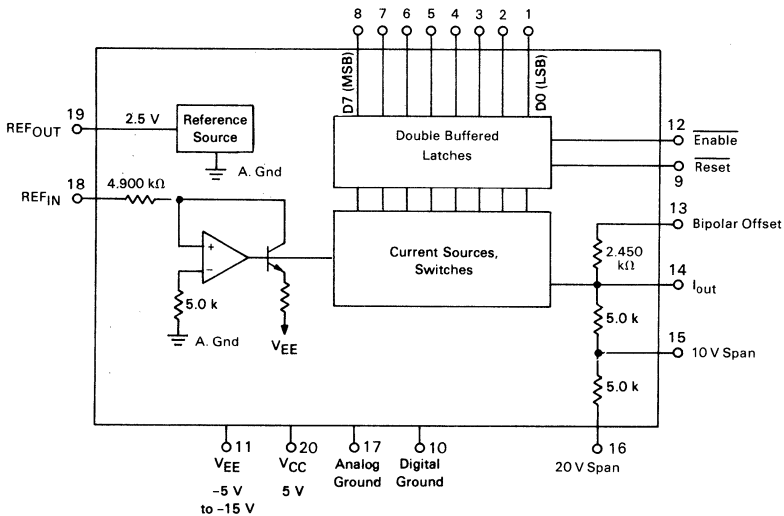 8 7 6 5 4 3 2 1
D7 (MSB)
D0 (LSB)
19
REFOUT
2.5 V
Reference
Source
A. Gnd
Double Buffered
Latches
12
Enable
Reset
9
18
REFIN
4.900 kΩ
+
−
5.0 k
A. Gnd
VEE
Current Sources,
Switches
13
Bipolar Offset
2.450
kΩ
14
Iout
5.0 k
15
10 V Span
5.0 k
16
20 V Span
11
VEE
−5 V
to −15 V
20
VCC
5 V
17
Analog
Ground
10
Digital
Ground